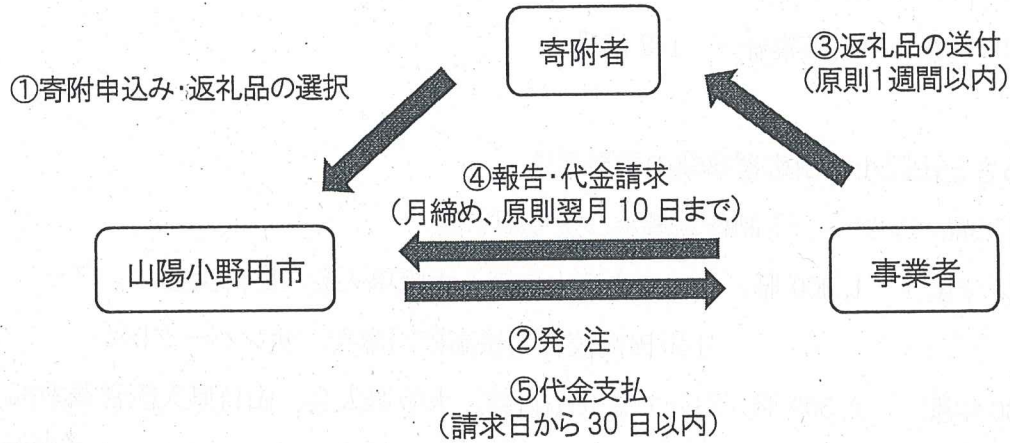 寄附者
③返礼品の送付
(原則1週間以内)
①寄附申込み・返礼品の選択
④報告・代金請求
(月締め、原則翌月10日まで)
山陽小野田市
事業者
②発 注
⑤代金支払
(請求日から30日以内)